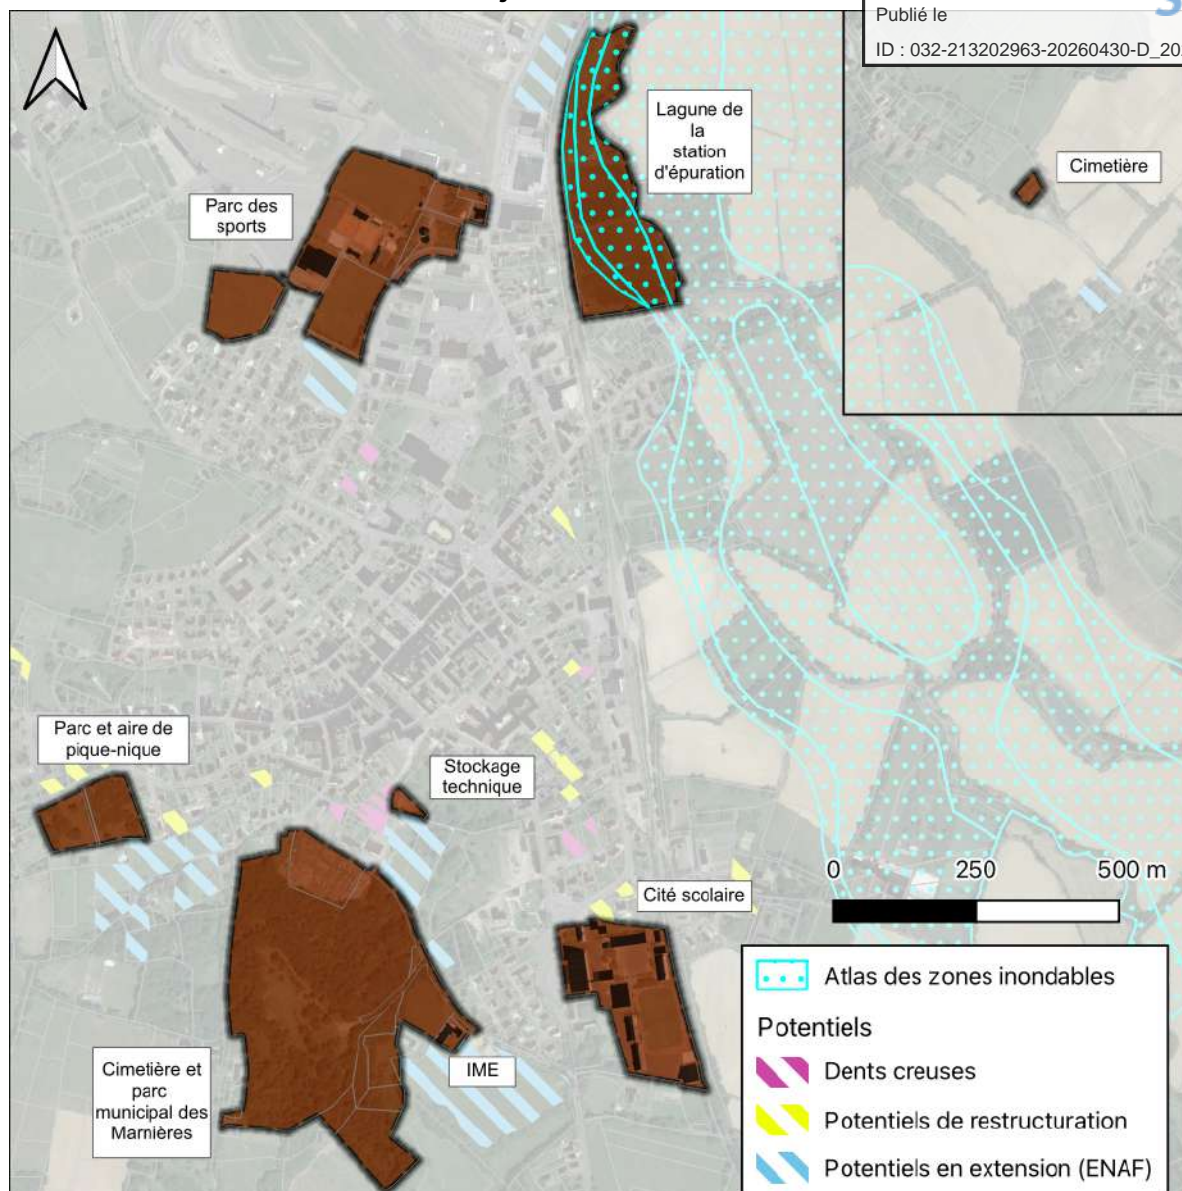 Publié le
ID : 032-213202963-20260430-D_20
Lagune de
la
station
d'épuration
Cimetière
Parc des
sports
Parc et aire de
pique-nique
Stockage
technique
Cité scolaire
0 250 500 m
Atlas des zones inondables
Potentiels
Dents creuses
Potentiels de restructuration
Potentiels en extension (ENAF)
IME
Cimetière et
parc
municipal des
Marnières